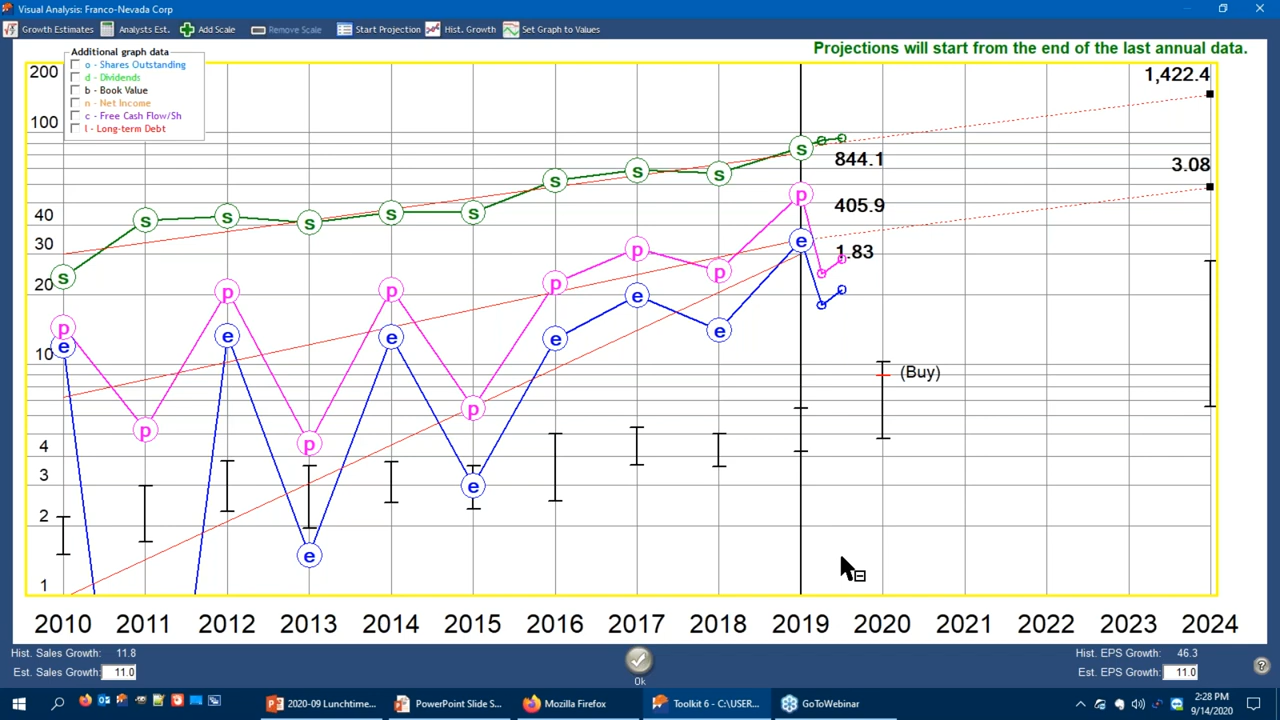 Visual Analysis: Franco-Nevada Corp
Growth Estimates Analysts Est. Add Scale Remove Scale Start Projection Hist. Growth Set Graph to Values
Projections will start from the end of the last annual data.
Additional graph data
o - Shares Outstanding
d - Dividends
b - Book Value
n - Net Income
c - Free Cash Flow/Sh
l - Long-term Debt
200
100
40
30
20
10
4
3
2
1
1,422.4
844.1
3.08
405.9
1.83
(Buy)
s s s s s s s s s s
p p p p p p p p p p
e e e e e e e e e
2010 2011 2012 2013 2014 2015 2016 2017 2018 2019 2020 2021 2022 2023 2024
Hist. Sales Growth: 11.8
Est. Sales Growth: 11.0
Ok
Hist. EPS Growth: 46.3
Est. EPS Growth: 11.0
2020-09 Lunchtime... PowerPoint Slide S... Mozilla Firefox Toolkit 6 - C:\USER... GoToWebinar
2:28 PM
9/14/2020